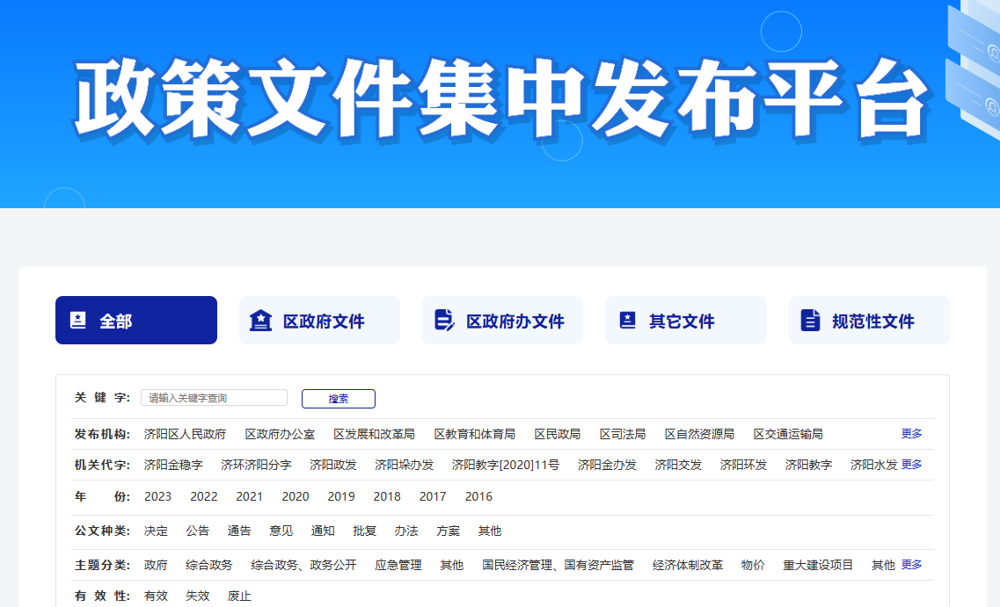 政策文件集中发布平台
全部 区政府文件 区政府办文件 其它文件 规范性文件
关 键 字: 请输入关键字查询 搜索
发布机构: 济阳区人民政府 区政府办公室 区发展和改革局 区教育和体育局 区民政局 区司法局 区自然资源局 区交通运输局 更多
机关代字: 济阳金稳字 济环济阳分字 济阳政发 济阳垛办发 济阳教字[2020]11号 济阳金办发 济阳交发 济阳环发 济阳教字 济阳水发 更多
年 份: 2023 2022 2021 2020 2019 2018 2017 2016
公文种类: 决定 公告 通告 意见 通知 批复 办法 方案 其他
主题分类: 政府 综合政务 综合政务、政务公开 应急管理 其他 国民经济管理、国有资产监管 经济体制改革 物价 重大建设项目 其他 更多
有 效 性: 有效 失效 废止